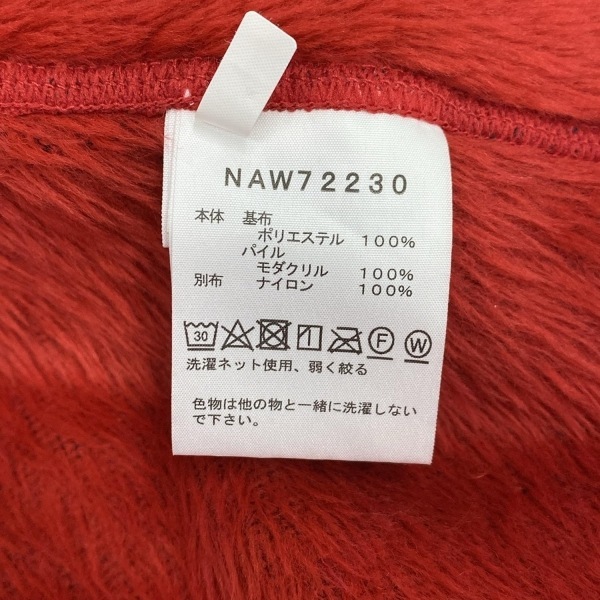 NAW72230
本体 基布
ポリエステル 100%
パイル
モダクリル 100%
別布 ナイロン 100%
30 F W
洗濯ネット使用、弱く絞る
色物は他の物と一緒に洗濯しない
で下さい。